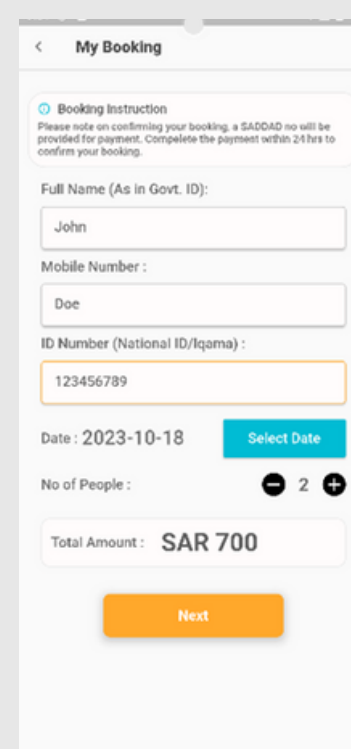 My Booking
Booking Instruction
Please note on confirming your booking, a SADDAD no will be
provided for payment. Compelete the payment within 24 hrs to
confirm your booking.
Full Name (As in Govt. ID):
John
Mobile Number :
Doe
ID Number (National ID/Iqama) :
123456789
Date : 2023-10-18 Select Date
No of People : 2
Total Amount : SAR 700
Next